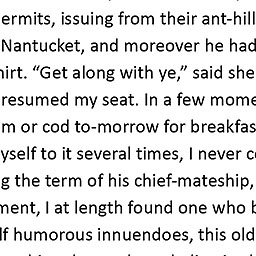 ermits, issuing from their ant-hill
Nantucket, and moreover he had
hirt. “Get along with ye,” said she
resumed my seat. In a few mome
m or cod to-morrow for breakfas
yself to it several times, I never c
g the term of his chief-mateship,
ment, I at length found one who b
lf humorous innuendoes, this old